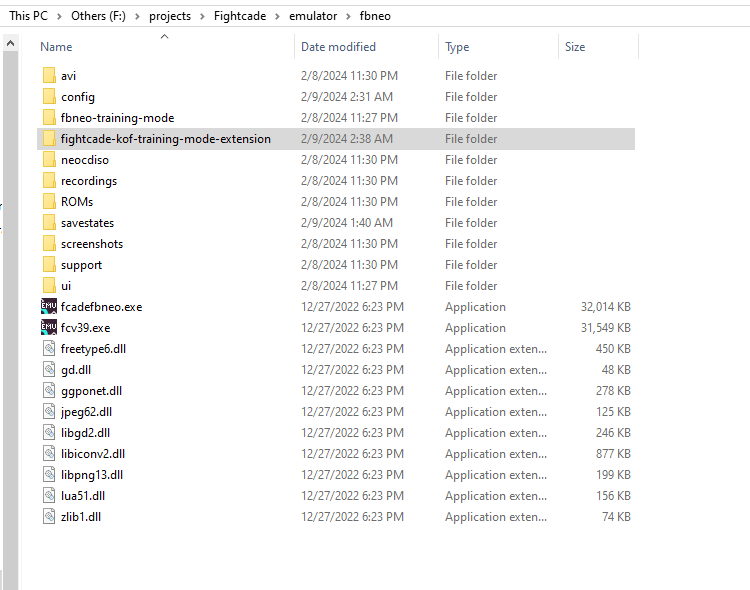 This PC > Others (F:) > projects > Fightcade > emulator > fbneo
Name Date modified Type Size
avi 2/8/2024 11:30 PM File folder
config 2/9/2024 2:31 AM File folder
fbneo-training-mode 2/8/2024 11:27 PM File folder
fightcade-kof-training-mode-extension 2/9/2024 2:38 AM File folder
neocdiso 2/8/2024 11:30 PM File folder
recordings 2/8/2024 11:30 PM File folder
ROMs 2/8/2024 11:30 PM File folder
savestates 2/9/2024 1:40 AM File folder
screenshots 2/8/2024 11:30 PM File folder
support 2/8/2024 11:30 PM File folder
ui 2/8/2024 11:27 PM File folder
fcadefbneo.exe 12/27/2022 6:23 PM Application 32,014 KB
fcv39.exe 12/27/2022 6:23 PM Application 31,549 KB
freetype6.dll 12/27/2022 6:23 PM Application exten... 450 KB
gd.dll 12/27/2022 6:23 PM Application exten... 48 KB
ggponet.dll 12/27/2022 6:23 PM Application exten... 278 KB
jpeg62.dll 12/27/2022 6:23 PM Application exten... 125 KB
libgd2.dll 12/27/2022 6:23 PM Application exten... 246 KB
libiconv2.dll 12/27/2022 6:23 PM Application exten... 877 KB
libpng13.dll 12/27/2022 6:23 PM Application exten... 199 KB
lua51.dll 12/27/2022 6:23 PM Application exten... 156 KB
zlib1.dll 12/27/2022 6:23 PM Application exten... 74 KB